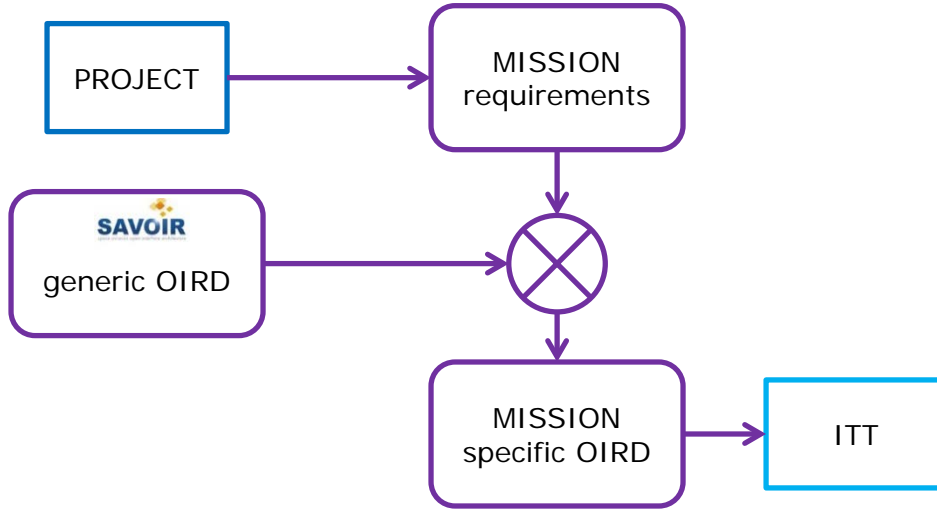 PROJECT
MISSION
requirements
SAVOIR
generic OIRD
MISSION
specific OIRD
ITT